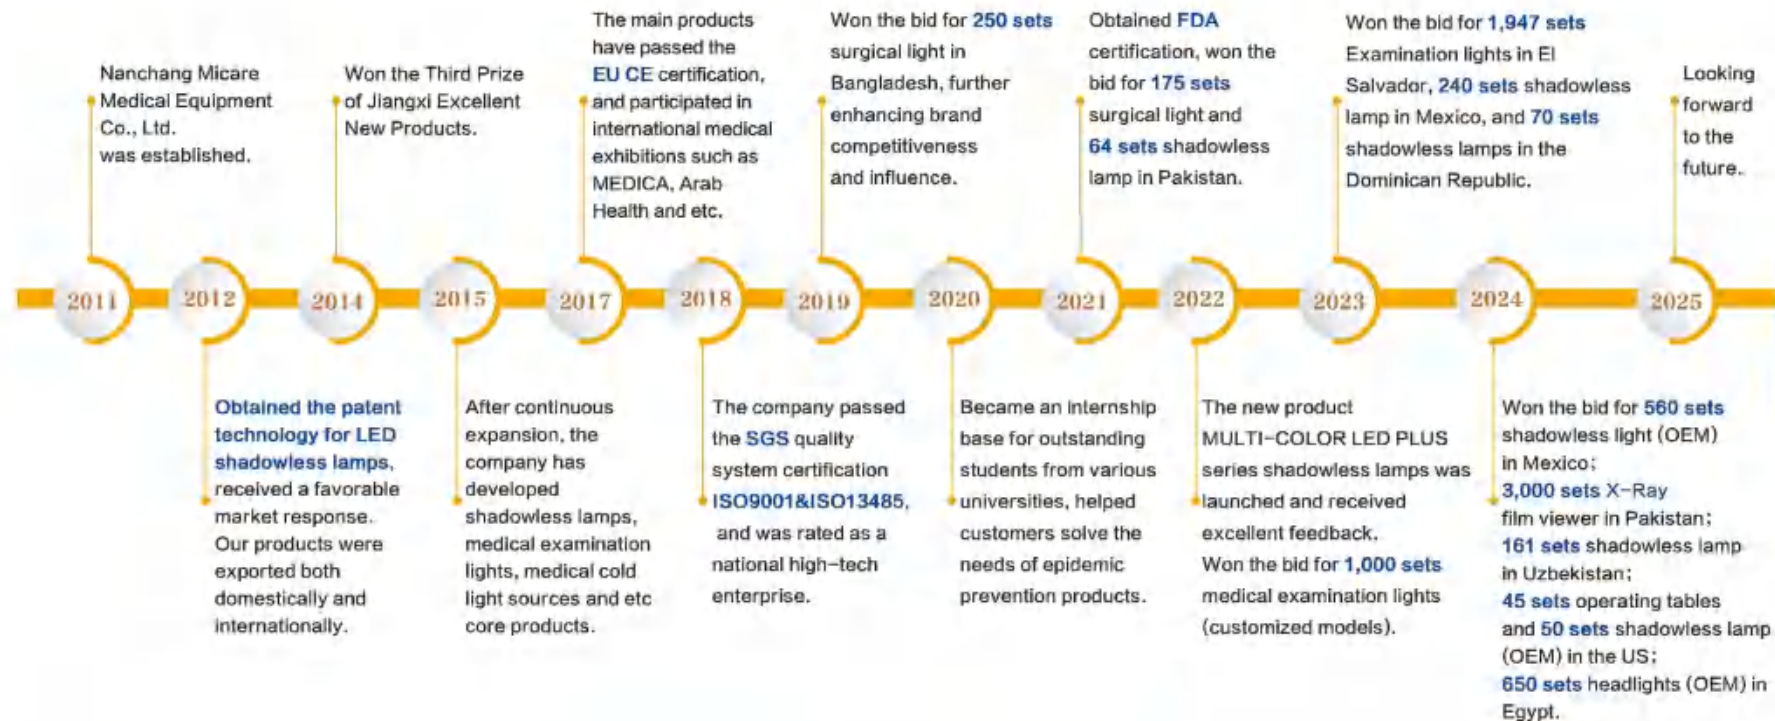 Nanchang Micare
Medical Equipment
Co., Ltd.
was established.
Won the Third Prize
of Jiangxi Excellent
New Products.
The main products
have passed the
EU CE certification,
and participated in
international medical
exhibitions such as
MEDICA, Arab
Health and etc.
Won the bid for 250 sets
surgical light in
Bangladesh, further
enhancing brand
competitiveness
and influence.
Obtained FDA
certification, won the
bid for 175 sets
surgical light and
64 sets shadowless
lamp in Pakistan.
Won the bid for 1,947 sets
Examination lights in El
Salvador, 240 sets shadowless
lamp in Mexico, and 70 sets
shadowless lamps in the
Dominican Republic.
Looking
forward
to the
future.
2011 2012 2014 2015 2017 2018 2019 2020 2021 2022 2023 2024 2025
Obtained the patent
technology for LED
shadowless lamps,
received a favorable
market response.
Our products were
exported both
domestically and
internationally.
After continuous
expansion, the
company has
developed
shadowless lamps,
medical examination
lights, medical cold
light sources and etc
core products.
The company passed
the SGS quality
system certification
ISO9001&ISO13485,
and was rated as a
national high-tech
enterprise.
Became an internship
base for outstanding
students from various
universities, helped
customers solve the
needs of epidemic
prevention products.
The new product
MULTI-COLOR LED PLUS
series shadowless lamps was
launched and received
excellent feedback.
Won the bid for 1,000 sets
medical examination lights
(customized models).
Won the bid for 560 sets
shadowless light (OEM)
in Mexico;
3,000 sets X-Ray
film viewer in Pakistan;
161 sets shadowless lamp
in Uzbekistan;
45 sets operating tables
and 50 sets shadowless lamp
(OEM) in the US;
650 sets headlights (OEM) in
Egypt.